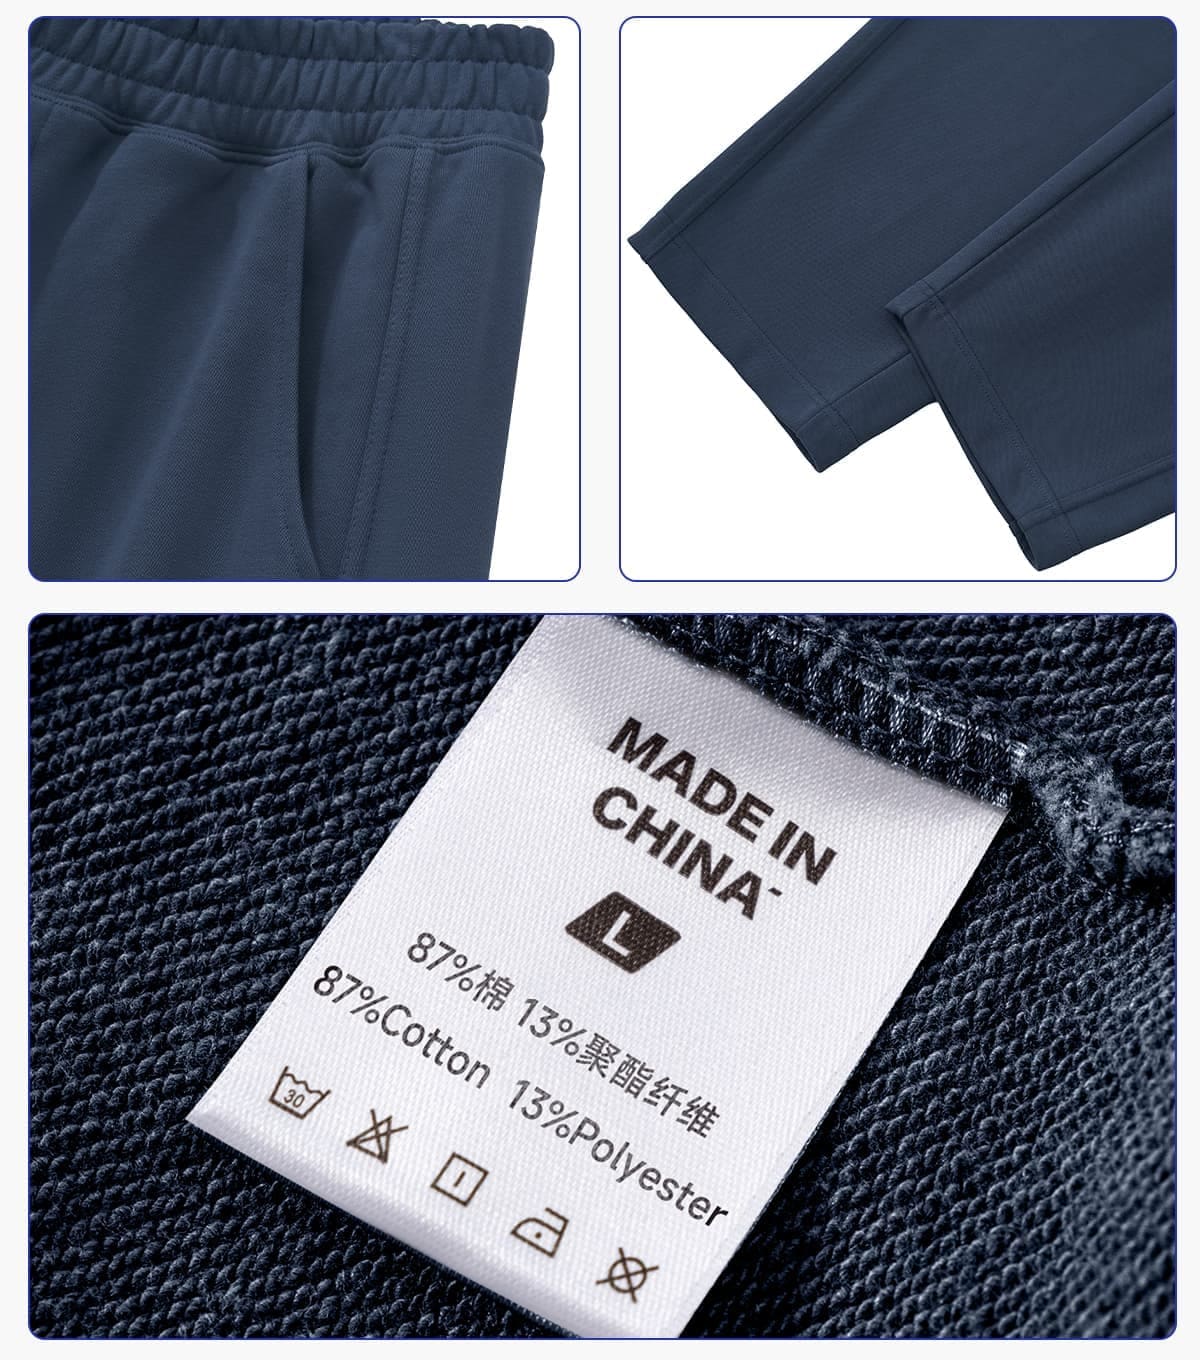 MADE IN
CHINA
L
87%棉 13%聚酯纤维
87%Cotton 13%Polyester
30